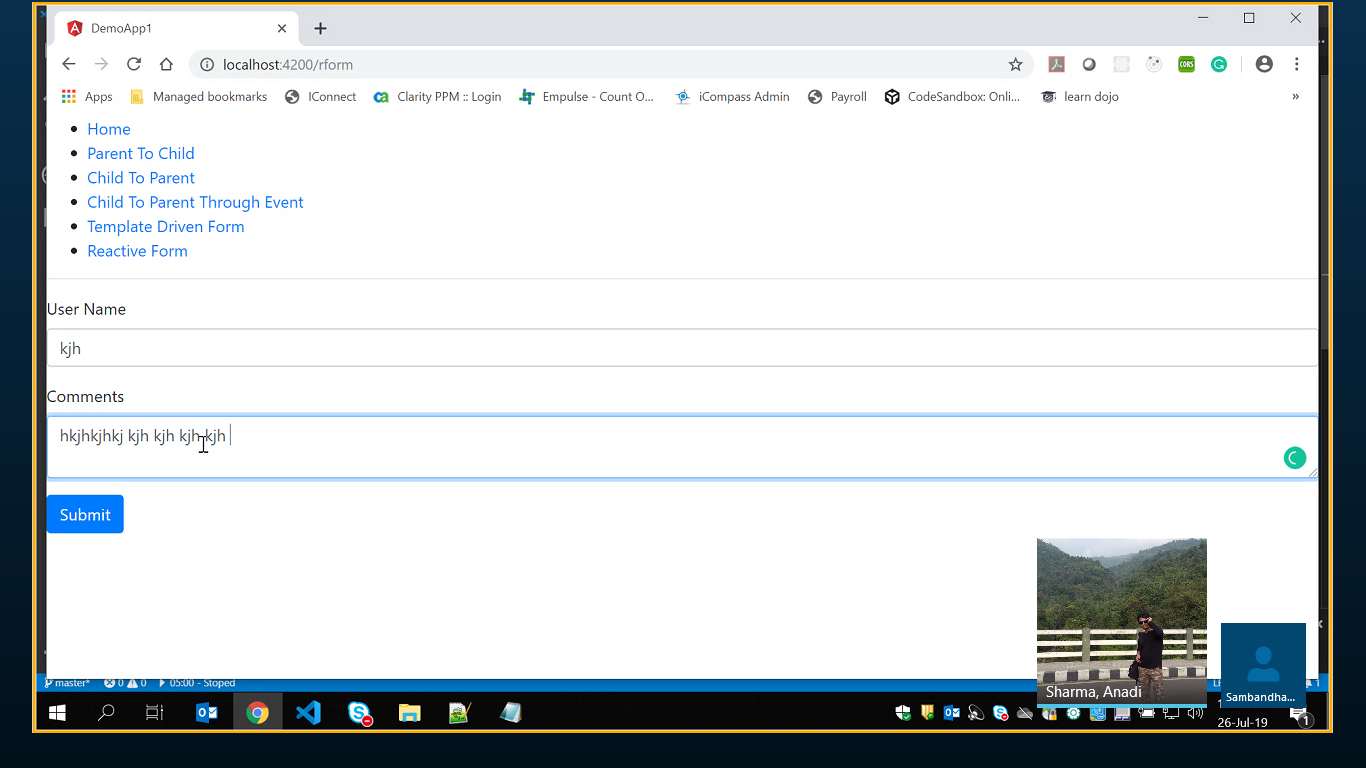 DemoApp1
localhost:4200/rform
Apps Managed bookmarks IConnect Clarity PPM :: Login Empulse - Count O... iCompass Admin Payroll CodeSandbox: Onli... learn dojo »
Home
Parent To Child
Child To Parent
Child To Parent Through Event
Template Driven Form
Reactive Form
User Name
kjh
Comments
hkjhkjhkj kjh kjh kjh kjh
Submit
Sharma, Anadi
Sambandha...
master* 0 0 05:00 - Stoped
26-Jul-19
1